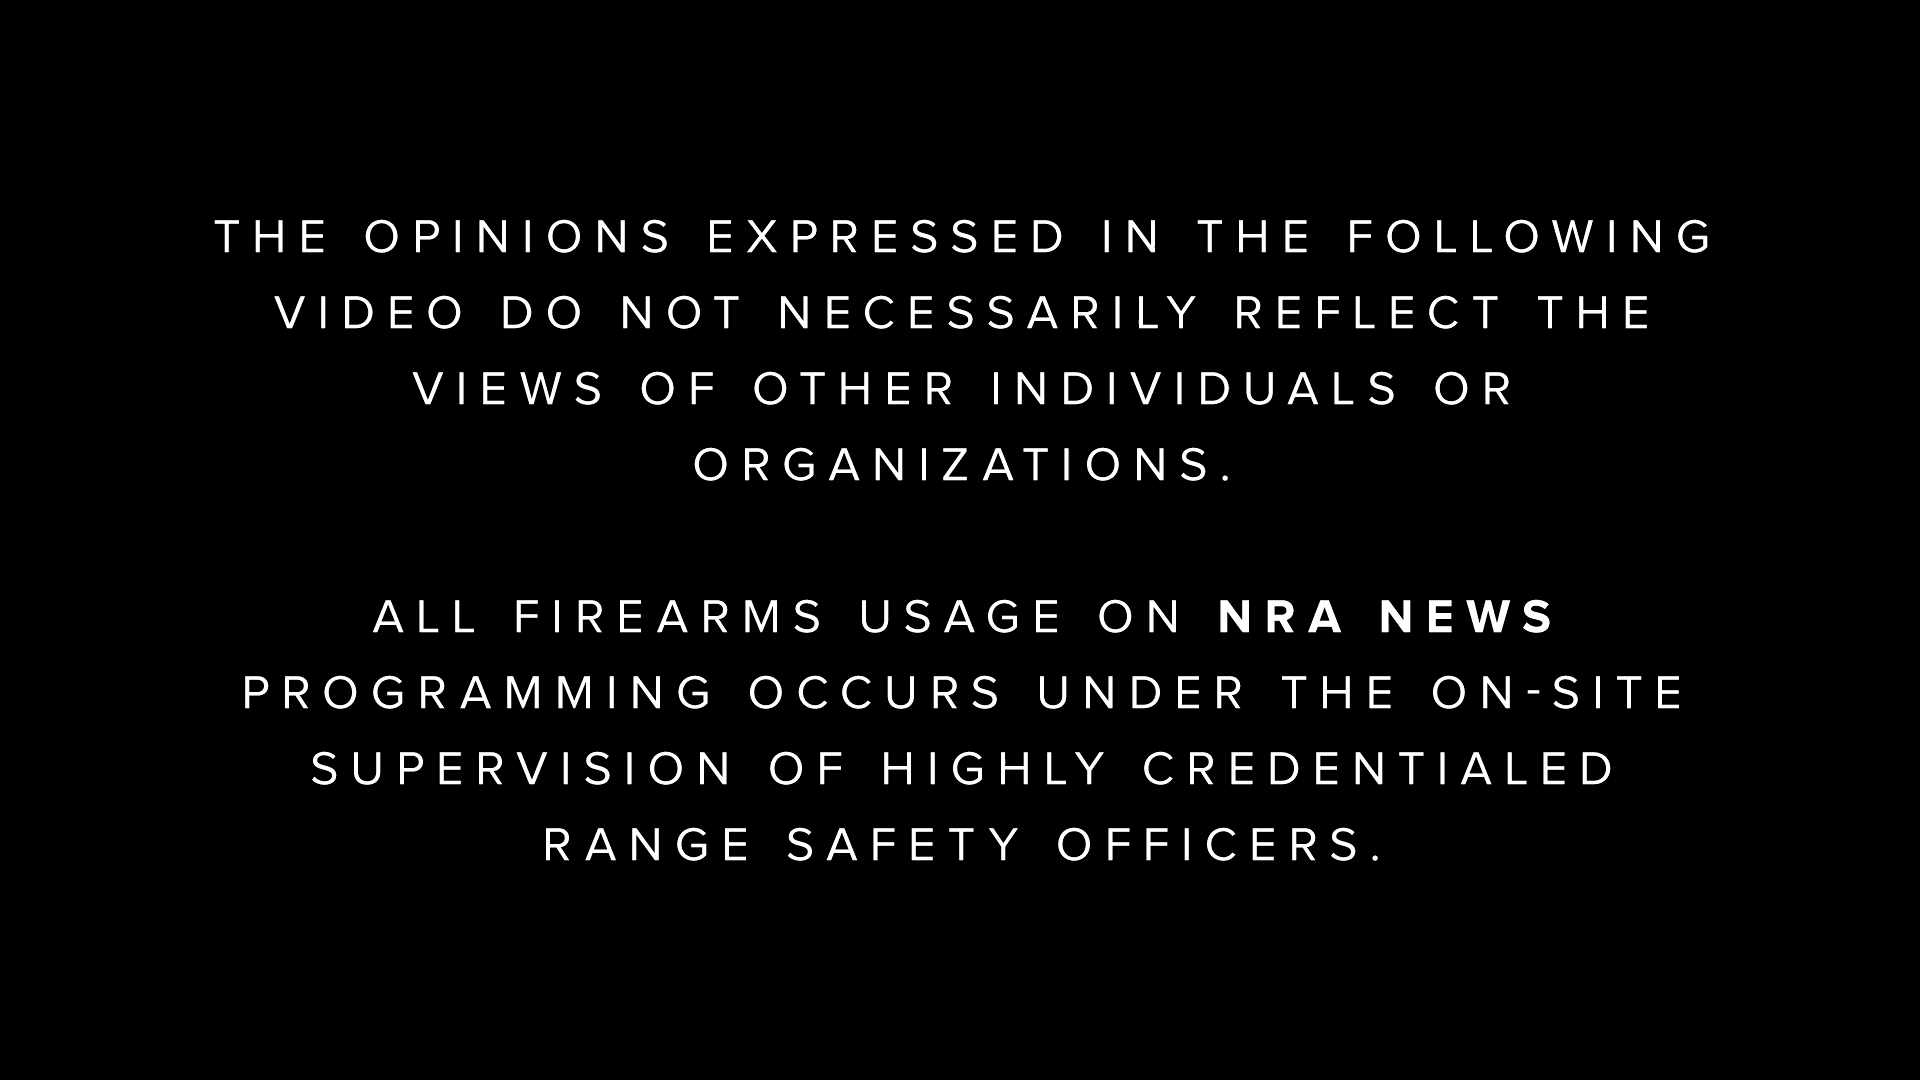 THE OPINIONS EXPRESSED IN THE FOLLOWING
VIDEO DO NOT NECESSARILY REFLECT THE
VIEWS OF OTHER INDIVIDUALS OR
ORGANIZATIONS.
ALL FIREARMS USAGE ON NRA NEWS
PROGRAMMING OCCURS UNDER THE ON-SITE
SUPERVISION OF HIGHLY CREDENTIALED
RANGE SAFETY OFFICERS.